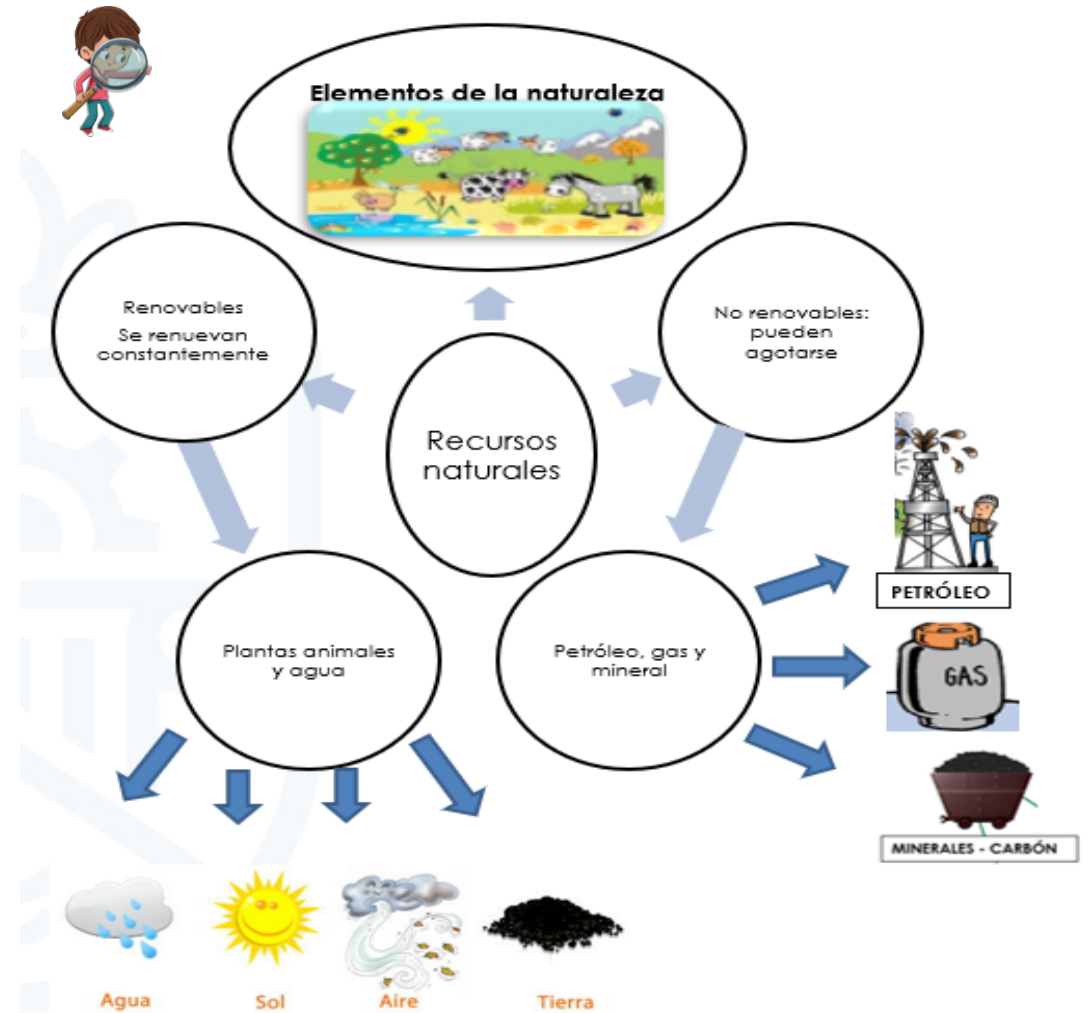 Elementos de la naturaleza
Renovables
Se renuevan
constantemente
No renovables:
pueden
agotarse
Recursos
naturales
Plantas animales
y agua
Petróleo, gas y
mineral
PETRÓLEO
GAS
MINERALES - CARBÓN
Agua
Sol
Aire
Tierra